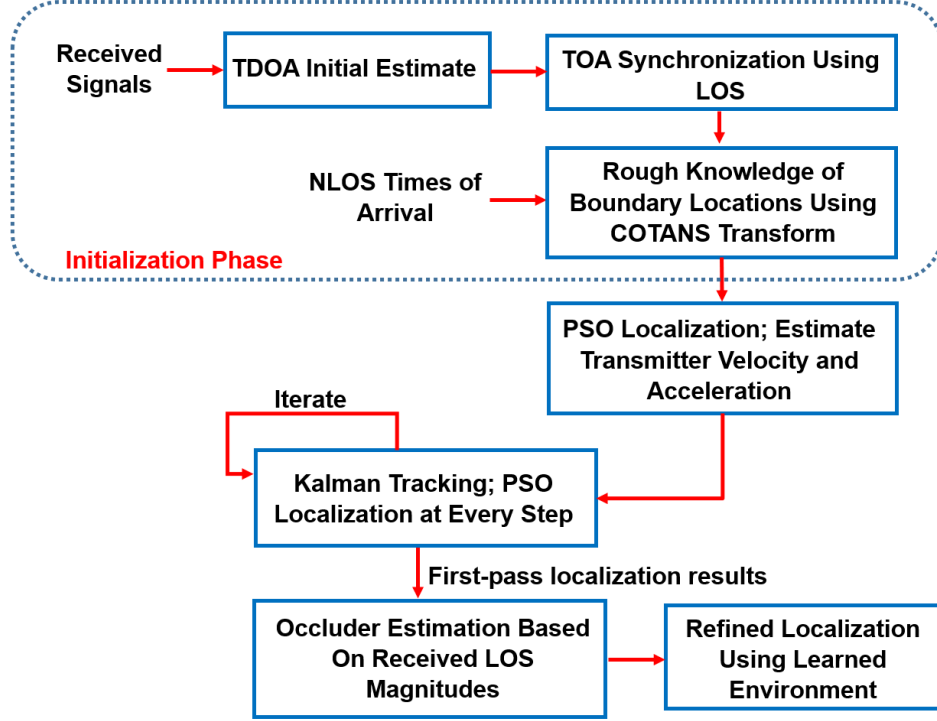 Received
Signals
TDOA Initial Estimate
TOA Synchronization Using
LOS
NLOS Times of
Arrival
Rough Knowledge of
Boundary Locations Using
COTANS Transform
Initialization Phase
PSO Localization; Estimate
Transmitter Velocity and
Acceleration
Iterate
Kalman Tracking; PSO
Localization at Every Step
First-pass localization results
Occluder Estimation Based
On Received LOS
Magnitudes
Refined Localization
Using Learned
Environment